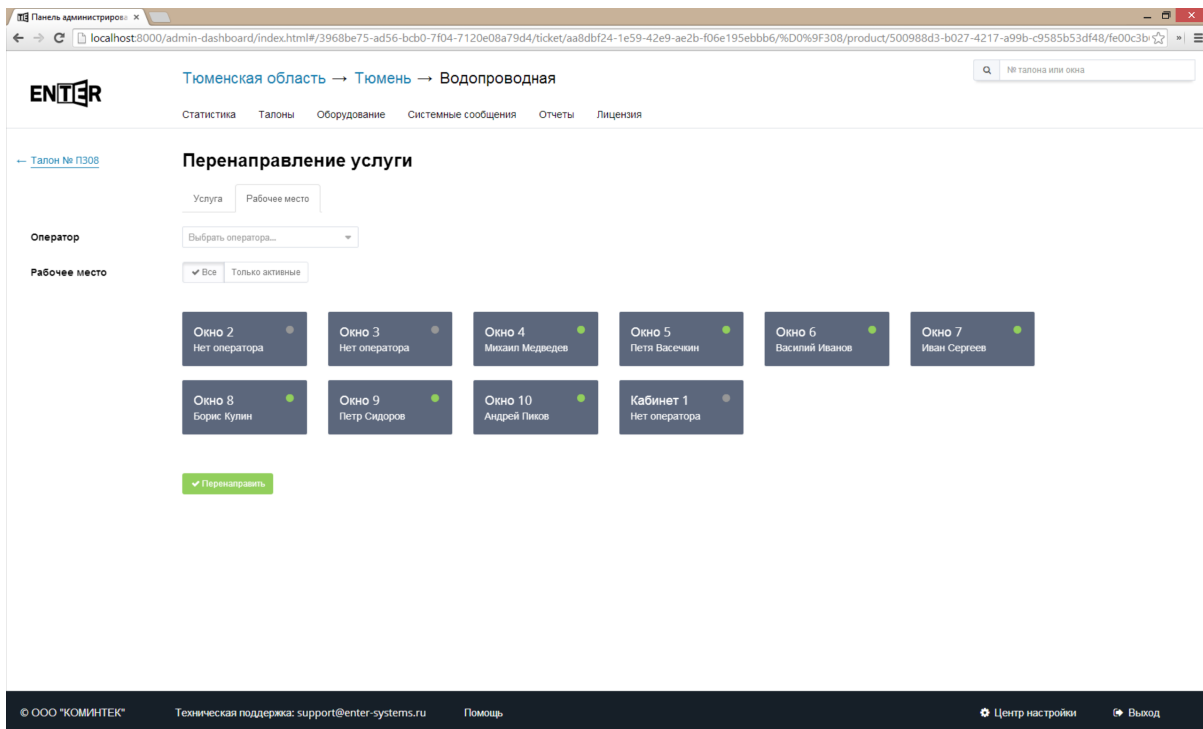 Панель администрирова
localhost:8000/admin-dashboard/index.html#/3968be75-ad56-bcb0-7f04-7120e08a79d4/ticket/aa8dbf24-1e59-42e9-ae2b-f06e195ebbb6/%D0%9F308/product/500988d3-b027-4217-a99b-c9585b53df48/fe00c3b
ENTER
Тюменская область → Тюмень → Водопроводная
№ талона или окна
Статистика Талоны Оборудование Системные сообщения Отчеты Лицензия
← Талон № П308
Перенаправление услуги
Услуга Рабочее место
Оператор Выбрать оператора...
Рабочее место Все Только активные
Окно 2 Окно 3 Окно 4 Окно 5 Окно 6 Окно 7
Нет оператора Нет оператора Михаил Медведев Петя Васечкин Василий Иванов Иван Сергеев
Окно 8 Окно 9 Окно 10 Кабинет 1
Борис Кулин Петр Сидоров Андрей Пиков Нет оператора
Перенаправить
© ООО "КОМИНТЕК" Техническая поддержка: support@enter-systems.ru Помощь Центр настройки Выход